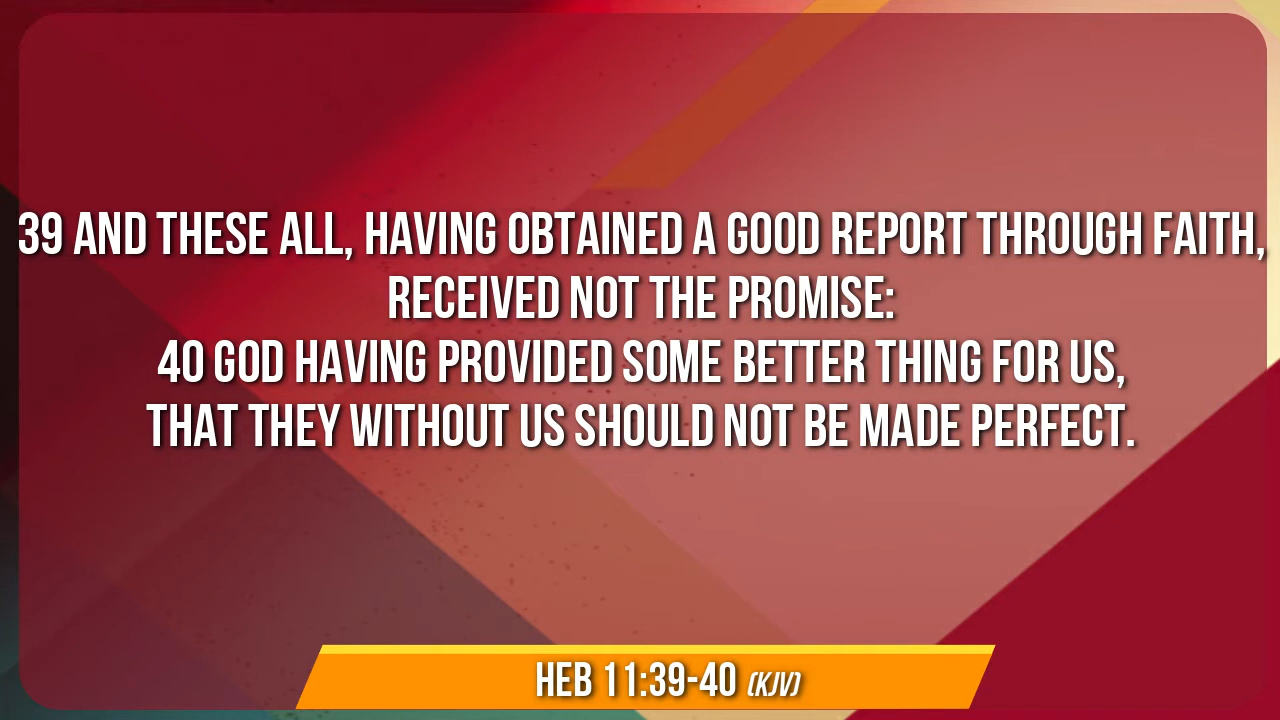 39 AND THESE ALL, HAVING OBTAINED A GOOD REPORT THROUGH FAITH,
RECEIVED NOT THE PROMISE:
40 GOD HAVING PROVIDED SOME BETTER THING FOR US,
THAT THEY WITHOUT US SHOULD NOT BE MADE PERFECT.
HEB 11:39-40 (KJV)